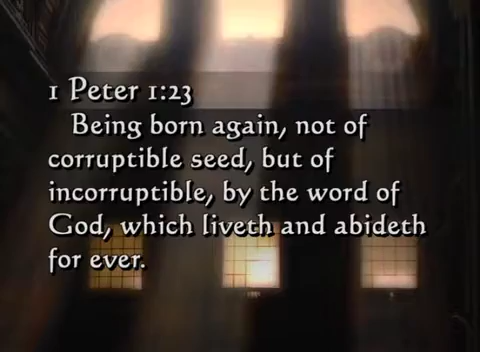 1 Peter 1:23
Being born again, not of
corruptible seed, but of
incorruptible, by the word of
God, which liveth and abideth
for ever.